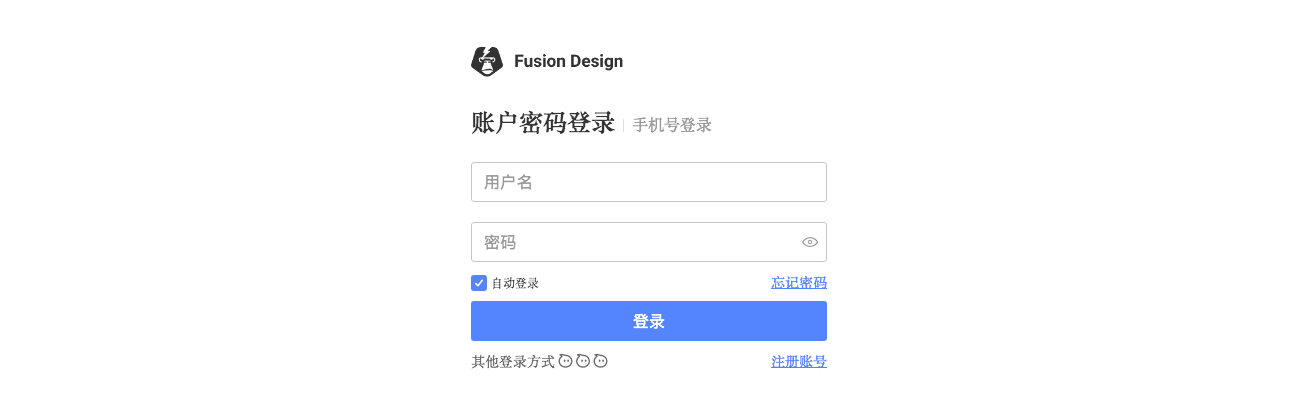 Fusion Design
账户密码登录 手机号登录
用户名
密码
自动登录 忘记密码
登录
其他登录方式 注册账号